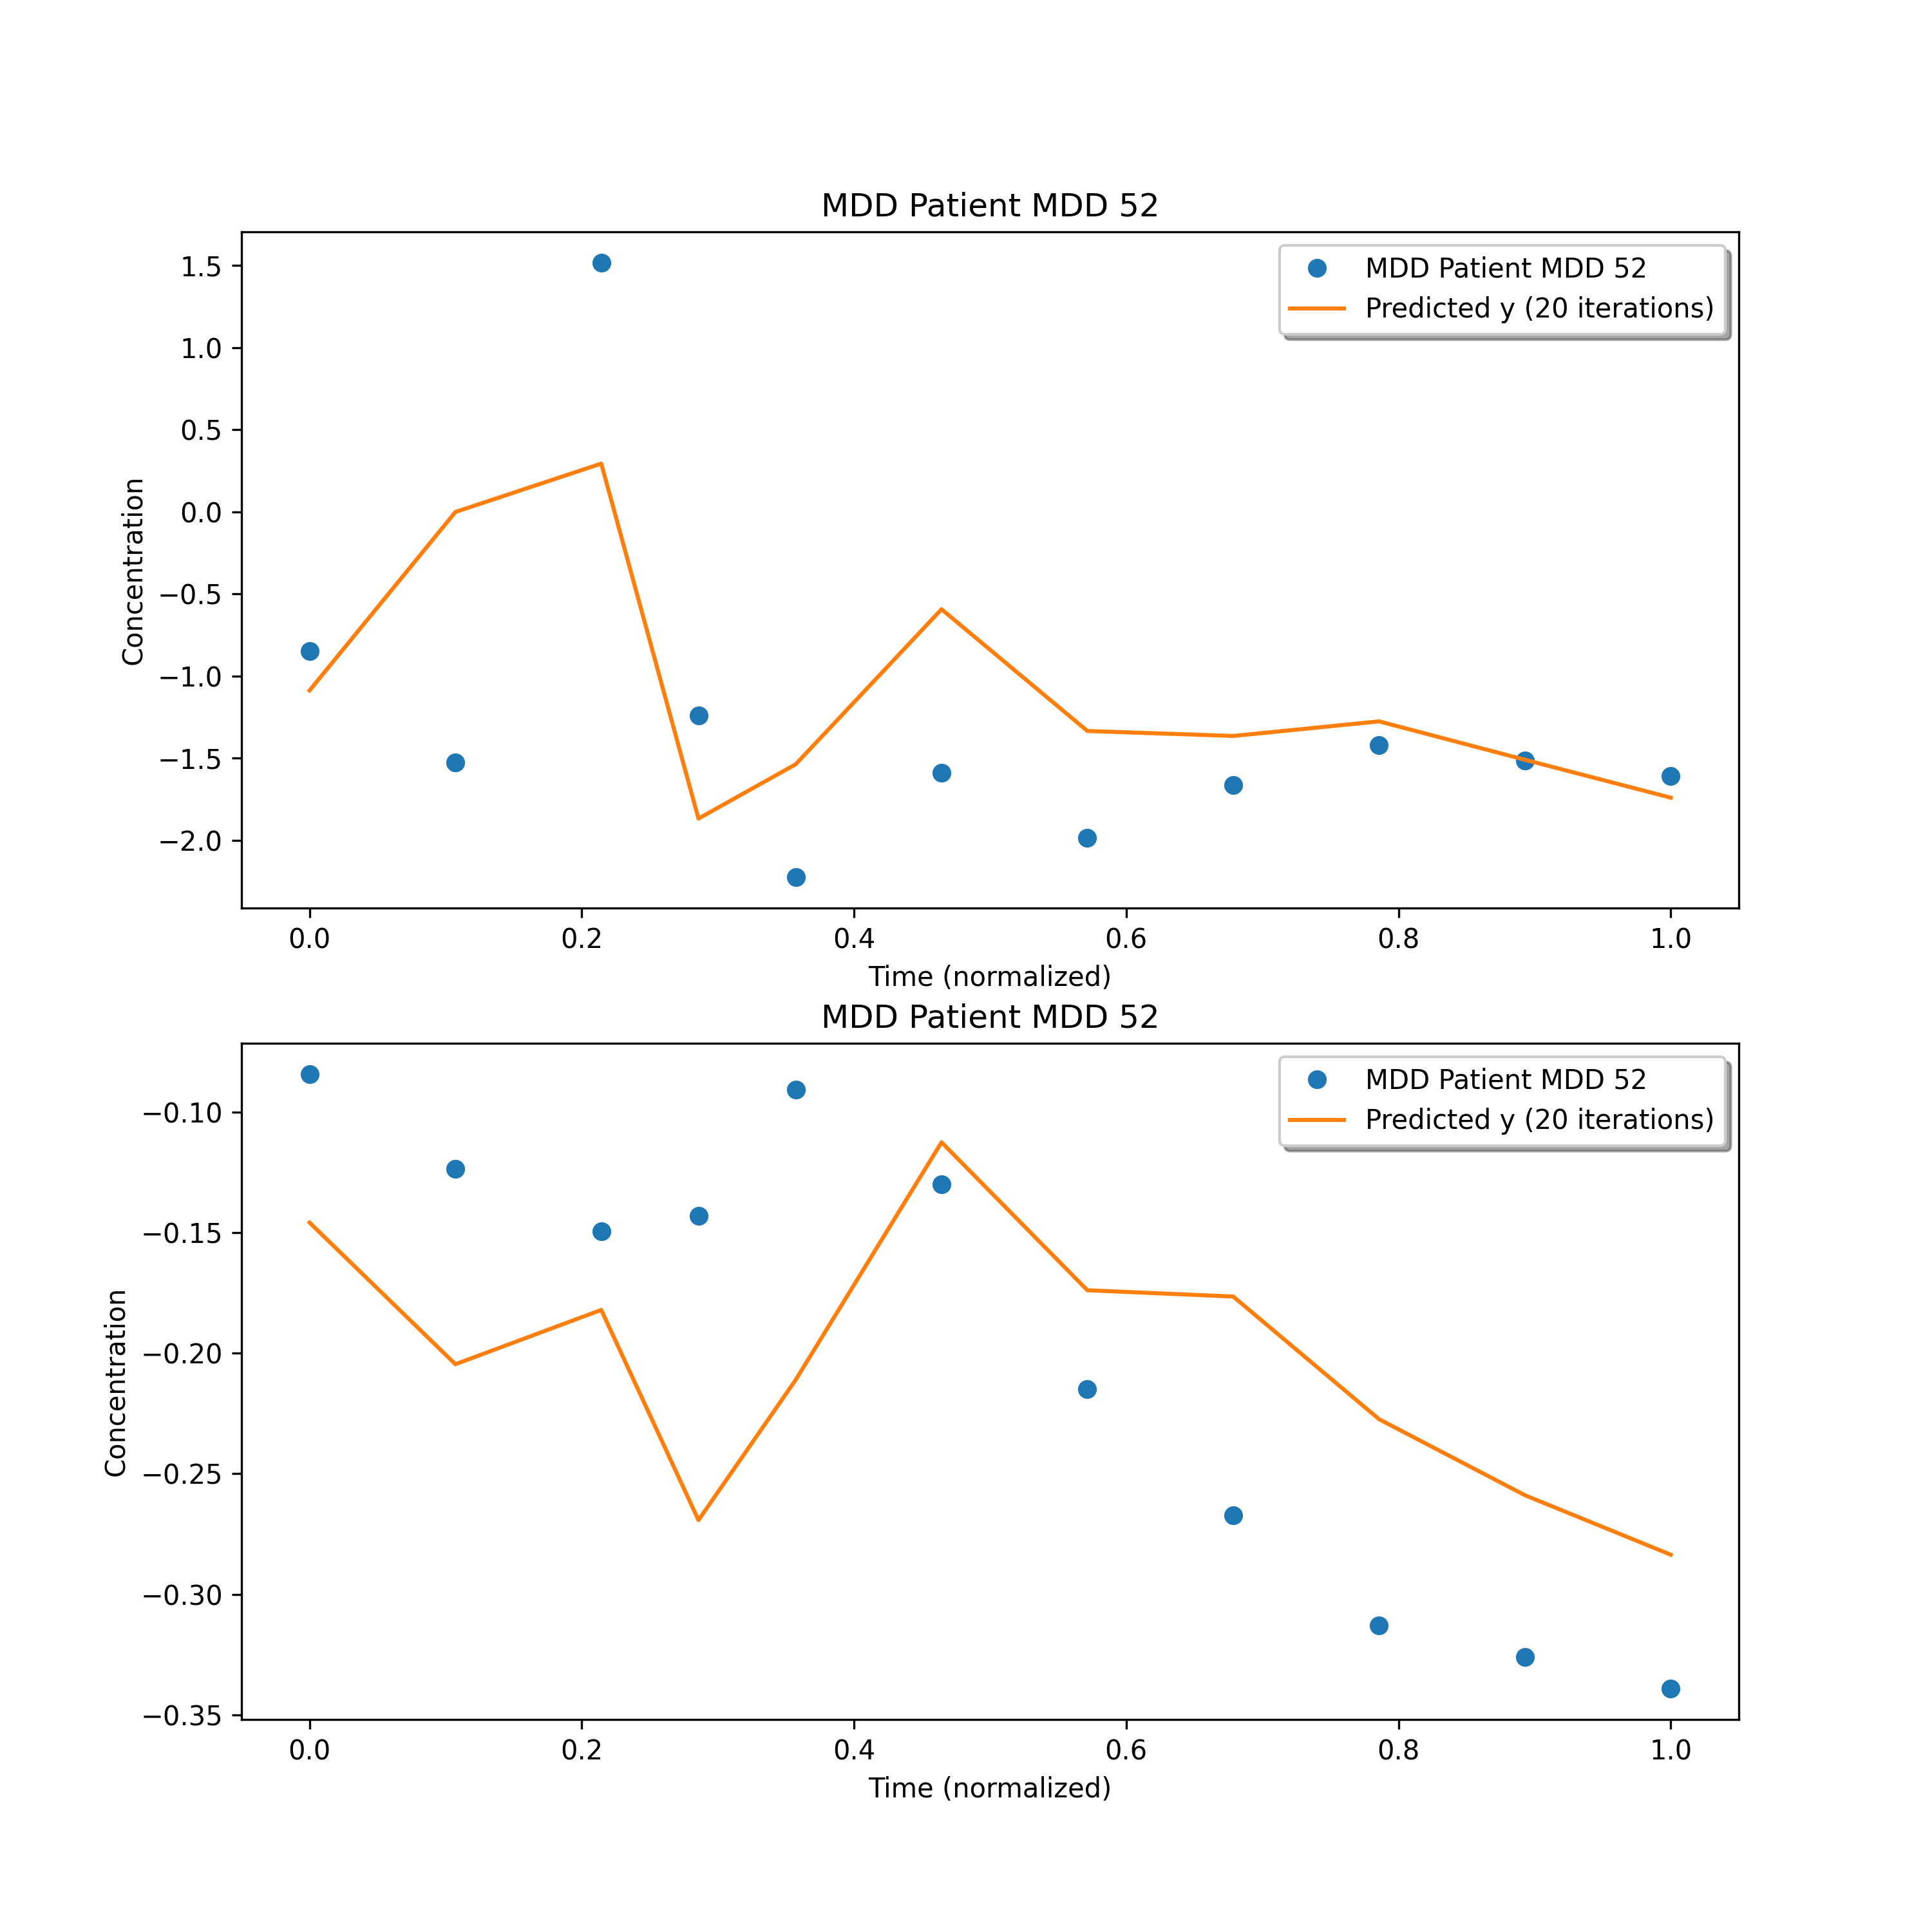 MDD Patient MDD 52
MDD Patient MDD 52
Predicted y (20 iterations)
Concentration
1.5
1.0
0.5
0.0
−0.5
−1.0
−1.5
−2.0
0.0 0.2 0.4 0.6 0.8 1.0
Time (normalized)
MDD Patient MDD 52
MDD Patient MDD 52
Predicted y (20 iterations)
Concentration
−0.10
−0.15
−0.20
−0.25
−0.30
−0.35
0.0 0.2 0.4 0.6 0.8 1.0
Time (normalized)